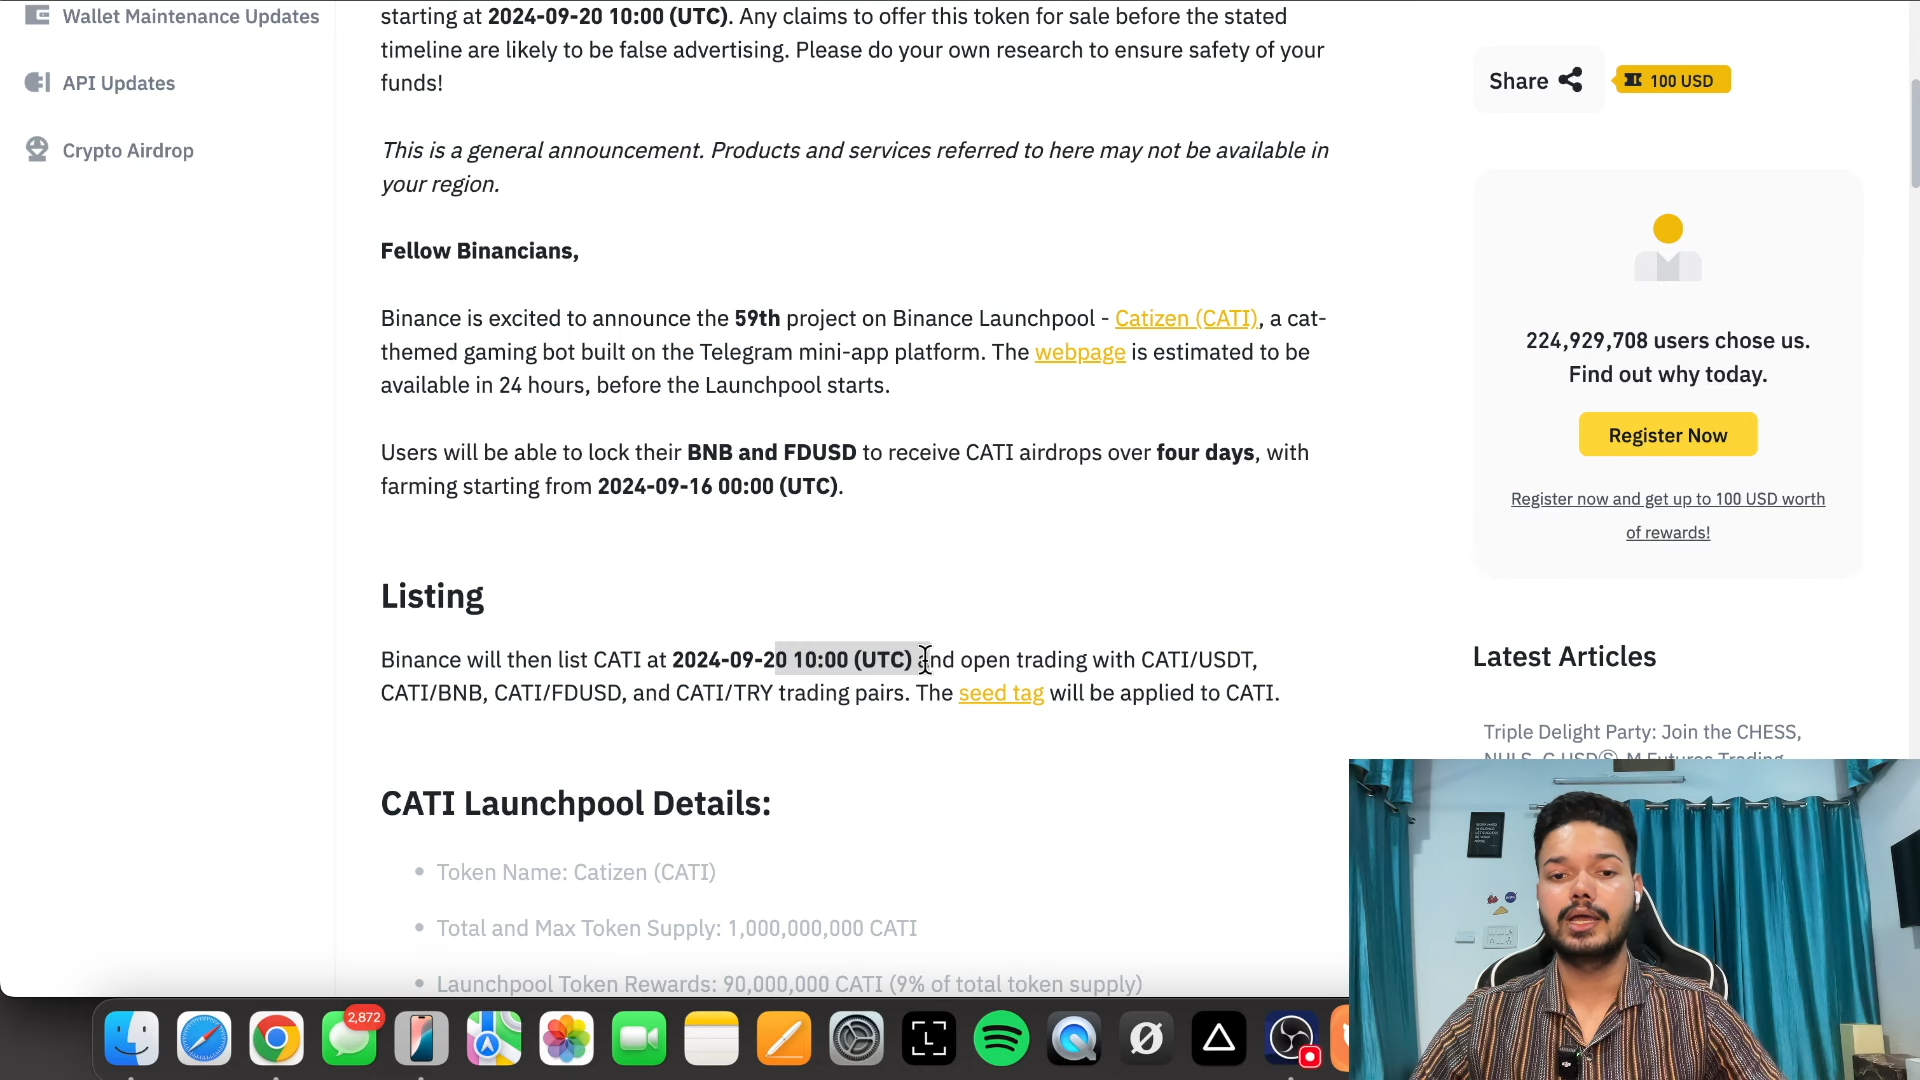 Wallet Maintenance Updates
API Updates
Crypto Airdrop
starting at 2024-09-20 10:00 (UTC). Any claims to offer this token for sale before the stated
timeline are likely to be false advertising. Please do your own research to ensure safety of your
funds!
This is a general announcement. Products and services referred to here may not be available in
your region.
Fellow Binancians,
Binance is excited to announce the 59th project on Binance Launchpool - Catizen (CATI), a cat-
themed gaming bot built on the Telegram mini-app platform. The webpage is estimated to be
available in 24 hours, before the Launchpool starts.
Users will be able to lock their BNB and FDUSD to receive CATI airdrops over four days, with
farming starting from 2024-09-16 00:00 (UTC).
Listing
Binance will then list CATI at 2024-09-20 10:00 (UTC) and open trading with CATI/USDT,
CATI/BNB, CATI/FDUSD, and CATI/TRY trading pairs. The seed tag will be applied to CATI.
CATI Launchpool Details:
Token Name: Catizen (CATI)
Total and Max Token Supply: 1,000,000,000 CATI
Launchpool Token Rewards: 90,000,000 CATI (9% of total token supply)
Share
100 USD
224,929,708 users chose us.
Find out why today.
Register Now
Register now and get up to 100 USD worth
of rewards!
Latest Articles
Triple Delight Party: Join the CHESS,
NULS, G USDⓈ-M Futures Trading
2,872